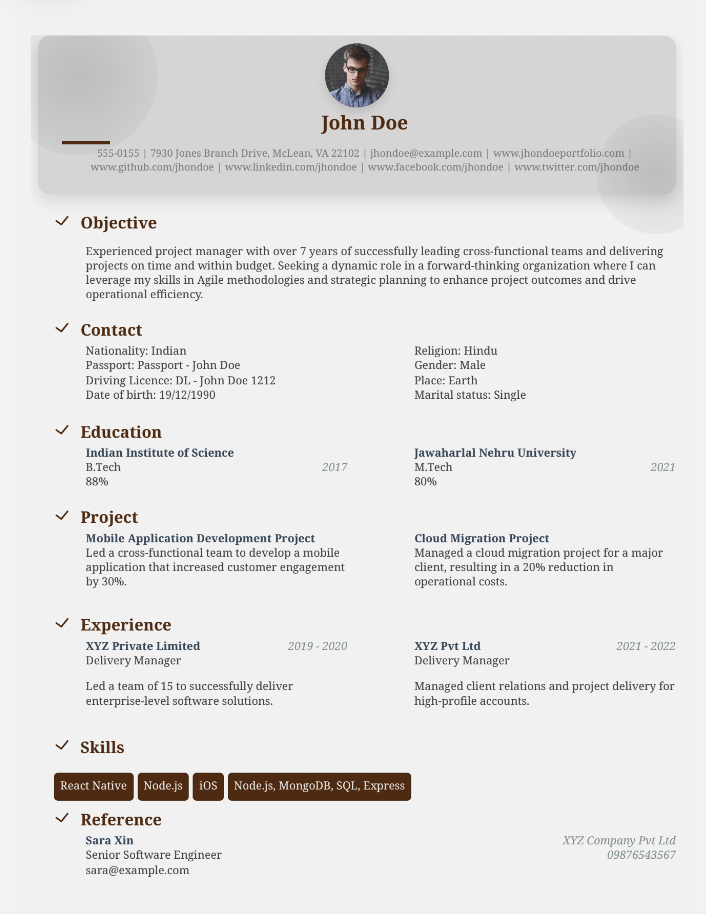 John Doe
555-0155 | 7930 Jones Branch Drive, McLean, VA 22102 | jhondoe@example.com | www.jhondoeportfolio.com |
www.github.com/jhondoe | www.linkedin.com/jhondoe | www.facebook.com/jhondoe | www.twitter.com/jhondoe
Objective
Experienced project manager with over 7 years of successfully leading cross-functional teams and delivering
projects on time and within budget. Seeking a dynamic role in a forward-thinking organization where I can
leverage my skills in Agile methodologies and strategic planning to enhance project outcomes and drive
operational efficiency.
Contact
Nationality: Indian
Passport: Passport - John Doe
Driving Licence: DL - John Doe 1212
Date of birth: 19/12/1990
Religion: Hindu
Gender: Male
Place: Earth
Marital status: Single
Education
Indian Institute of Science
B.Tech 2017
88%
Jawaharlal Nehru University
M.Tech 2021
80%
Project
Mobile Application Development Project
Led a cross-functional team to develop a mobile
application that increased customer engagement
by 30%.
Cloud Migration Project
Managed a cloud migration project for a major
client, resulting in a 20% reduction in
operational costs.
Experience
XYZ Private Limited 2019 - 2020
Delivery Manager
Led a team of 15 to successfully deliver
enterprise-level software solutions.
XYZ Pvt Ltd 2021 - 2022
Delivery Manager
Managed client relations and project delivery for
high-profile accounts.
Skills
React Native Node.js iOS Node.js, MongoDB, SQL, Express
Reference
Sara Xin XYZ Company Pvt Ltd
Senior Software Engineer 09876543567
sara@example.com